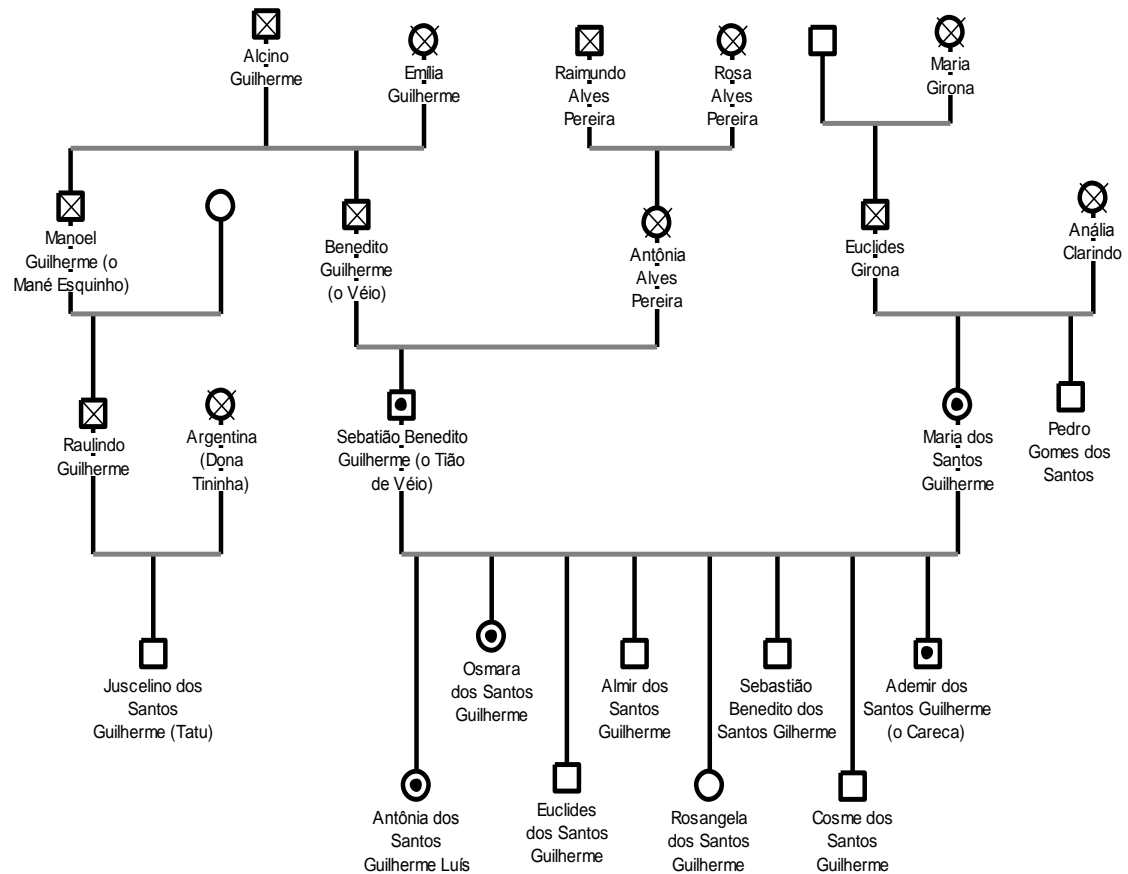 Alcino
Guilherme
Emília
Guilherme
Raimundo
Alves
Pereira
Rosa
Alves
Pereira
Maria
Girona
Manoel
Guilherme (o
Mané Esquinho)
Benedito
Guilherme
(o Véio)
Antônia
Alves
Pereira
Euclides
Girona
Anália
Clarindo
Raulindo
Guilherme
Argentina
(Dona
Tininha)
Sebatião Benedito
Guilherme (o Tião
de Véio)
Maria dos
Santos
Guilherme
Pedro
Gomes dos
Santos
Juscelino dos
Santos
Guilherme (Tatu)
Osmara
dos Santos
Guilherme
Almir dos
Santos
Guilherme
Sebastião
Benedito dos
Santos Gilherme
Ademir dos
Santos Guilherme
(o Careca)
Antônia dos
Santos
Guilherme Luís
Euclides
dos Santos
Guilherme
Rosangela
dos Santos
Guilherme
Cosme dos
Santos
Guilherme